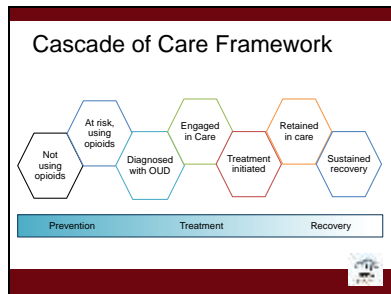 Cascade of Care Framework
Not
using
opioids
At risk,
using
opioids
Diagnosed
with OUD
Engaged
in Care
Treatment
initiated
Retained
in care
Sustained
recovery
Prevention Treatment Recovery